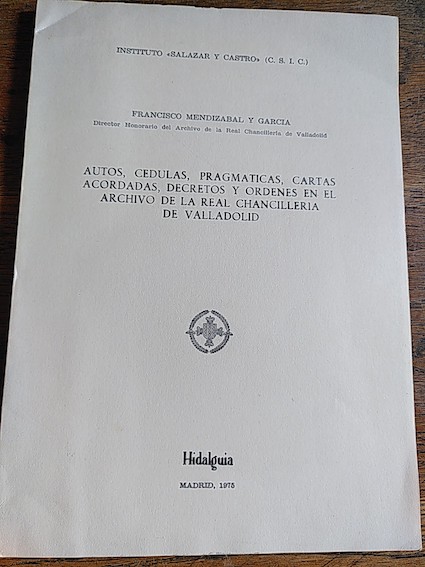 INSTITUTO «SALAZAR Y CASTRO» (C. S. I. C.)
FRANCISCO MENDIZABAL Y GARCIA
Director Honorario del Archivo de la Real Chancillería de Valladolid
AUTOS, CEDULAS, PRAGMATICAS, CARTAS
ACORDADAS, DECRETOS Y ORDENES EN EL
ARCHIVO DE LA REAL CHANCILLERIA
DE VALLADOLID
Hidalguia
MADRID, 1975